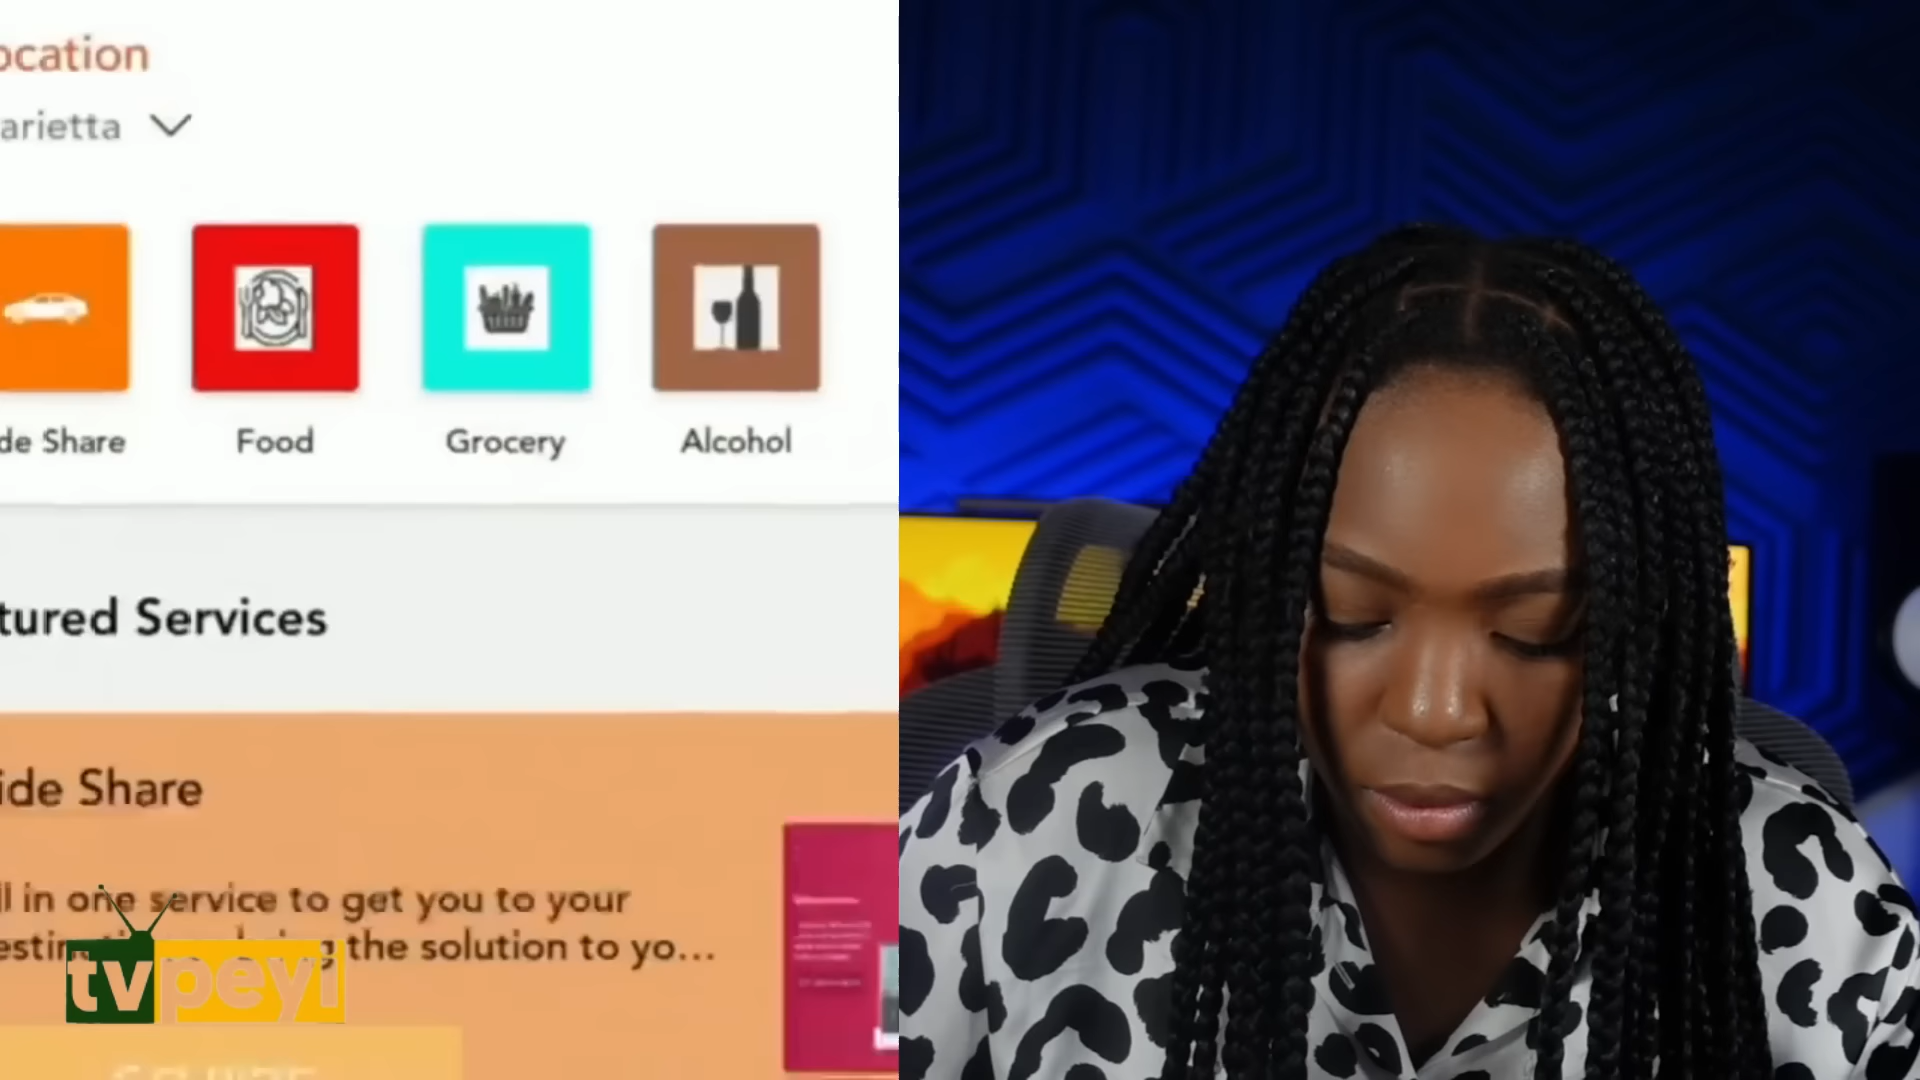 ocation
arietta
de Share
Food
Grocery
Alcohol
tured Services
ide Share
ll in one service to get you to your
the solution to yo...
tvpeyi